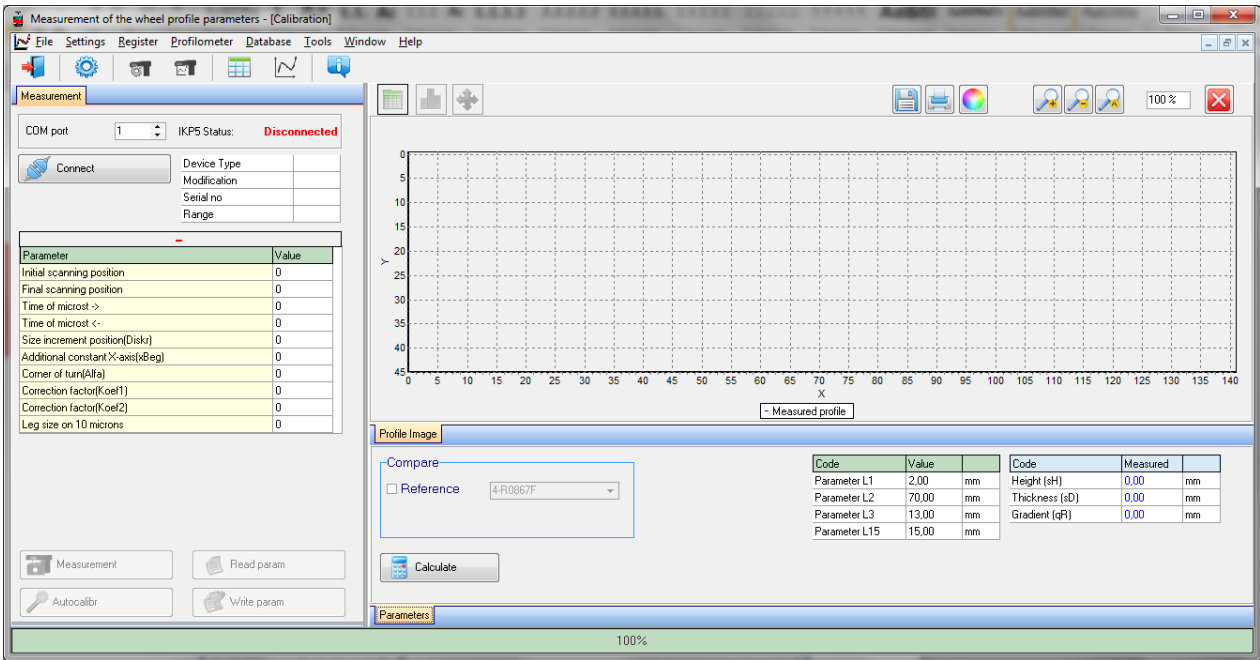 Measurement of the wheel profile parameters - [Calibration]
File Settings Register Profilometer Database Tools Window Help
Measurement
100 %
COM port 1 IKP5 Status: Disconnected
Connect
Device Type
Modification
Serial no
Range
-
Parameter Value
Initial scanning position 0
Final scanning position 0
Time of microst -> 0
Time of microst <- 0
Size increment position(Diskr) 0
Additional constant X-axis(xBeg) 0
Corner of turn(Alfa) 0
Correction factor(Koef1) 0
Correction factor(Koef2) 0
Leg size on 10 microns 0
Measurement Read param
Autocalibr Write param
0
5
10
15
20
25
30
35
40
45
Y
0 5 10 15 20 25 30 35 40 45 50 55 60 65 70 75 80 85 90 95 100 105 110 115 120 125 130 135 140
X
- Measured profile
Profile Image
Compare
Reference 4-R0867F
Calculate
Code Value
Parameter L1 2,00 mm
Parameter L2 70,00 mm
Parameter L3 13,00 mm
Parameter L15 15,00 mm
Code Measured
Height (sH) 0,00 mm
Thickness (sD) 0,00 mm
Gradient (qR) 0,00 mm
Parameters
100%